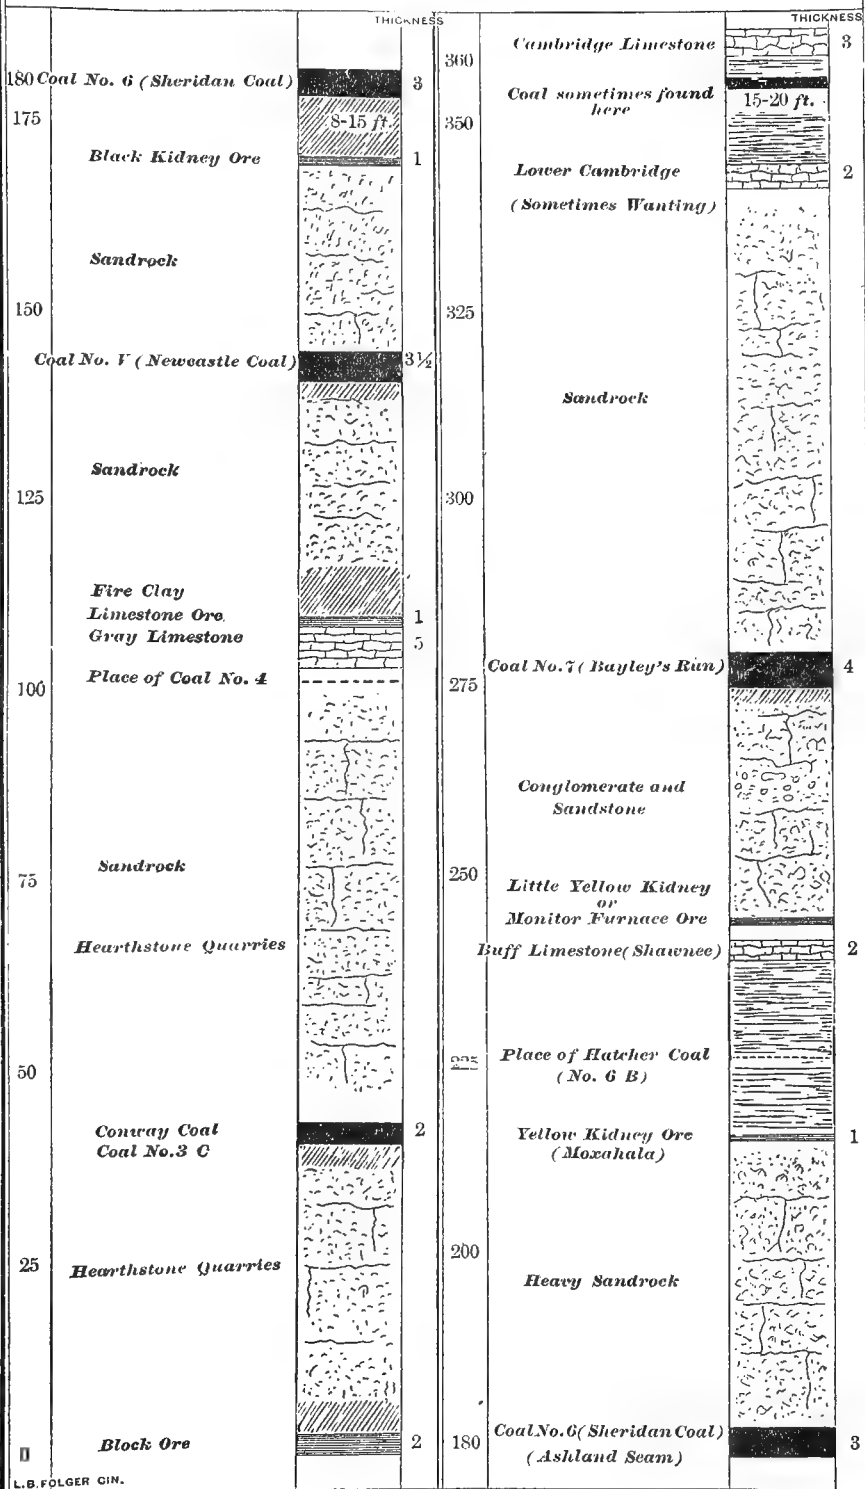 THICKNESS
180 Coal No. 6 (Sheridan Coal) 3
175
8-15 ft.
Black Kidney Ore 1
Sandrock
150
Coal No. V (Newcastle Coal) 3½
Sandrock
125
Fire Clay
Limestone Ore. 1
Gray Limestone 5
Place of Coal No. 4
100
Sandrock
75
Hearthstone Quarries
50
Conway Coal 2
Coal No. 3 C
25
Hearthstone Quarries
Block Ore 2
0
L.B. FOLGER CIN.
THICKNESS
Cambridge Limestone 3
360
Coal sometimes found
here
15-20 ft.
350
Lower Cambridge 2
(Sometimes Wanting)
325
Sandrock
300
Coal No. 7 (Bayley's Run) 4
275
Conglomerate and
Sandstone
250
Little Yellow Kidney
or
Monitor Furnace Ore
Buff Limestone (Shawnee) 2
225 Place of Hatcher Coal
(No. 6 B)
Yellow Kidney Ore 1
(Moxahala)
200
Heavy Sandrock
Coal No. 6 (Sheridan Coal)
180 3
(Ashland Seam)